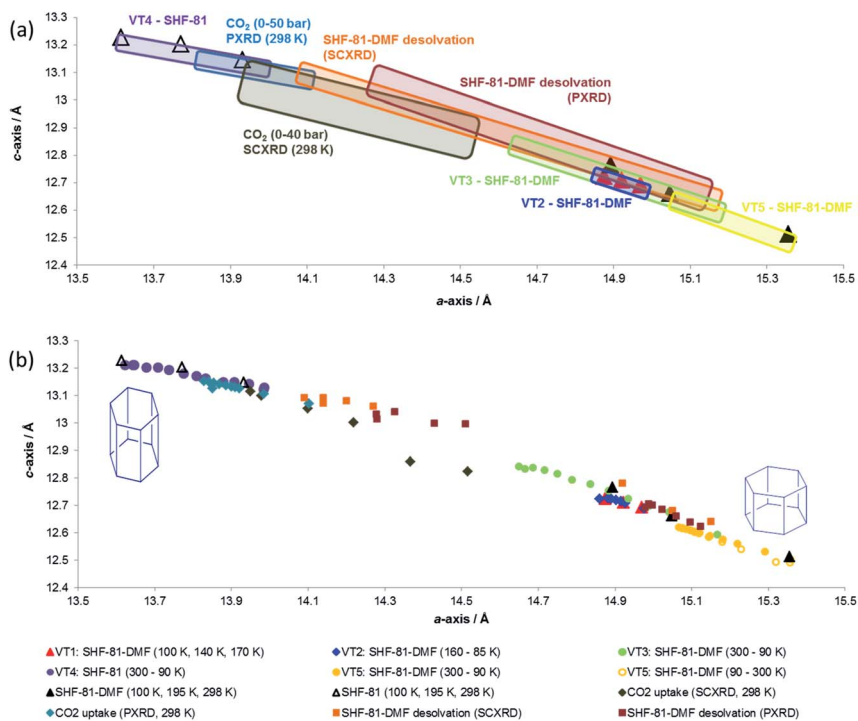 (a)
VT4 - SHF-81
CO₂ (0-50 bar)
PXRD (298 K)
SHF-81-DMF desolvation
(SCXRD)
SHF-81-DMF desolvation
(PXRD)
CO₂ (0-40 bar)
SCXRD (298 K)
VT3 - SHF-81-DMF
VT2 - SHF-81-DMF
VT5 - SHF-81-DMF
c-axis / Å
13.3
13.2
13.1
13
12.9
12.8
12.7
12.6
12.5
12.4
13.5 13.7 13.9 14.1 14.3 14.5 14.7 14.9 15.1 15.3 15.5
a-axis / Å
(b)
c-axis / Å
13.3
13.2
13.1
13
12.9
12.8
12.7
12.6
12.5
12.4
13.5 13.7 13.9 14.1 14.3 14.5 14.7 14.9 15.1 15.3 15.5
a-axis / Å
VT1: SHF-81-DMF (100 K, 140 K, 170 K) VT2: SHF-81-DMF (160 - 85 K) VT3: SHF-81-DMF (300 - 90 K)
VT4: SHF-81 (300 - 90 K) VT5: SHF-81-DMF (300 - 90 K) VT5: SHF-81-DMF (90 - 300 K)
SHF-81-DMF (100 K, 195 K, 298 K) SHF-81 (100 K, 195 K, 298 K) CO2 uptake (SCXRD, 298 K)
CO2 uptake (PXRD, 298 K) SHF-81-DMF desolvation (SCXRD) SHF-81-DMF desolvation (PXRD)